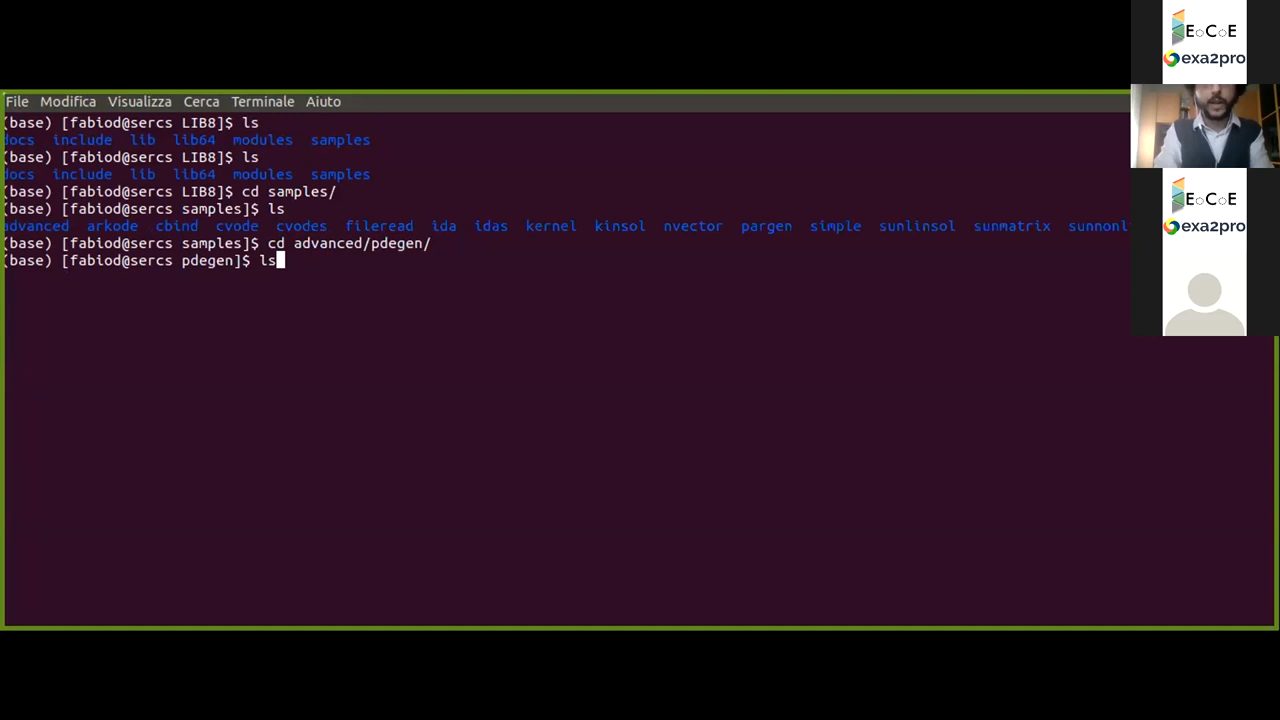 File Modifica Visualizza Cerca Terminale Aiuto
(base) [fabiod@sercs LIB8]$ ls
docs include lib lib64 modules samples
(base) [fabiod@sercs LIB8]$ ls
docs include lib lib64 modules samples
(base) [fabiod@sercs LIB8]$ cd samples/
(base) [fabiod@sercs samples]$ ls
advanced arkode cbind cvode cvodes fileread ida idas kernel kinsol nvector pargen simple sunlinsol sunmatrix sunnonl
(base) [fabiod@sercs samples]$ cd advanced/pdegen/
(base) [fabiod@sercs pdegen]$ ls
EoCoE
exa2pro
EoCoE
exa2pro